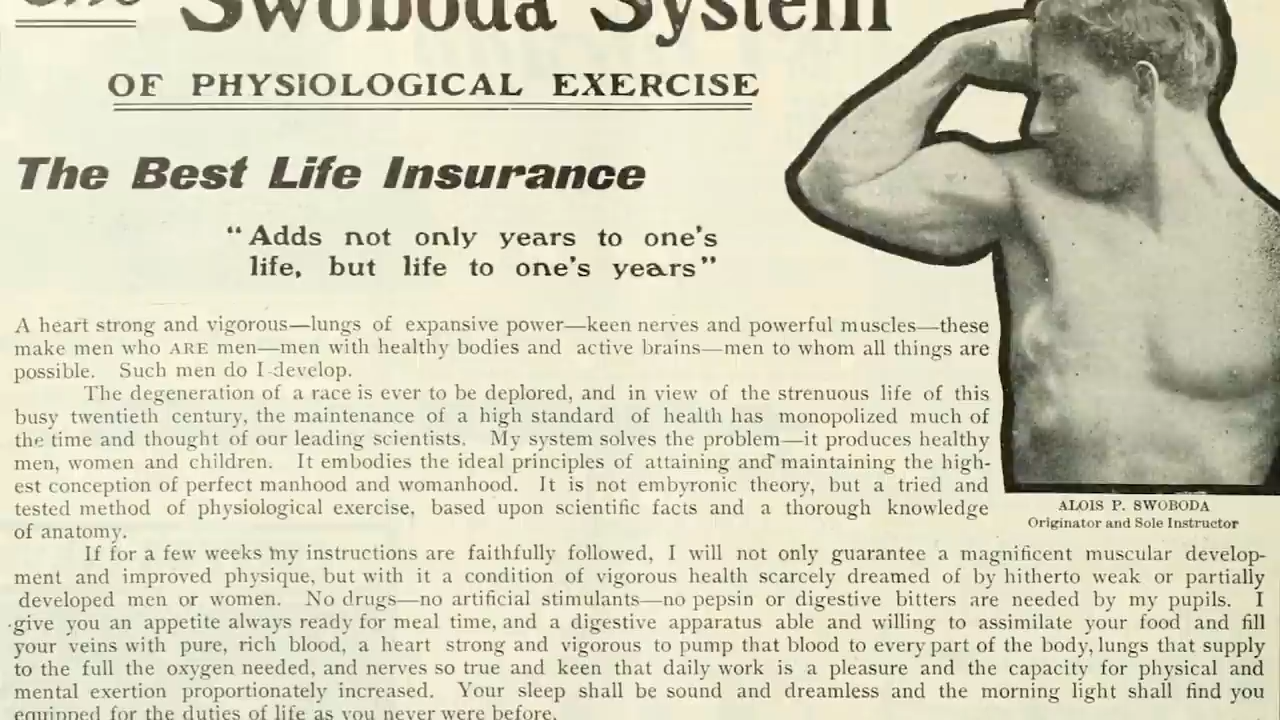 The Swoboda System
OF PHYSIOLOGICAL EXERCISE
The Best Life Insurance
“Adds not only years to one's
life, but life to one's years”
A heart strong and vigorous—lungs of expansive power—keen nerves and powerful muscles—these
make men who ARE men—men with healthy bodies and active brains—men to whom all things are
possible. Such men do I develop.
The degeneration of a race is ever to be deplored, and in view of the strenuous life of this
busy twentieth century, the maintenance of a high standard of health has monopolized much of
the time and thought of our leading scientists. My system solves the problem—it produces healthy
men, women and children. It embodies the ideal principles of attaining and maintaining the high-
est conception of perfect manhood and womanhood. It is not embyronic theory, but a tried and
tested method of physiological exercise, based upon scientific facts and a thorough knowledge
of anatomy.
ALOIS P. SWOBODA
Originator and Sole Instructor
If for a few weeks my instructions are faithfully followed, I will not only guarantee a magnificent muscular develop-
ment and improved physique, but with it a condition of vigorous health scarcely dreamed of by hitherto weak or partially
developed men or women. No drugs—no artificial stimulants—no pepsin or digestive bitters are needed by my pupils. I
give you an appetite always ready for meal time, and a digestive apparatus able and willing to assimilate your food and fill
your veins with pure, rich blood, a heart strong and vigorous to pump that blood to every part of the body, lungs that supply
to the full the oxygen needed, and nerves so true and keen that daily work is a pleasure and the capacity for physical and
mental exertion proportionately increased. Your sleep shall be sound and dreamless and the morning light shall find you
equipped for the duties of life as you never were before.